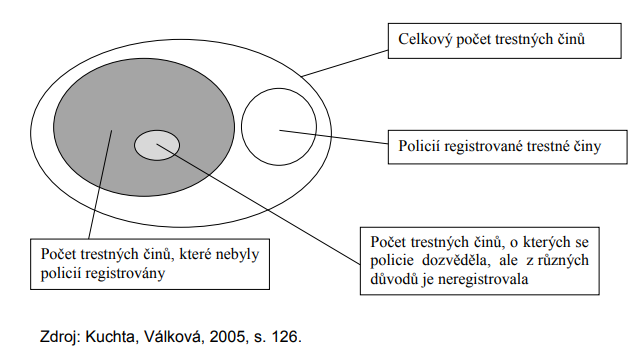 Celkový počet trestných činů
Policií registrované trestné činy
Počet trestných činů, které nebyly
policií registrovány
Počet trestných činů, o kterých se
policie dozvěděla, ale z různých
důvodů je neregistrovala
Zdroj: Kuchta, Válková, 2005, s. 126.